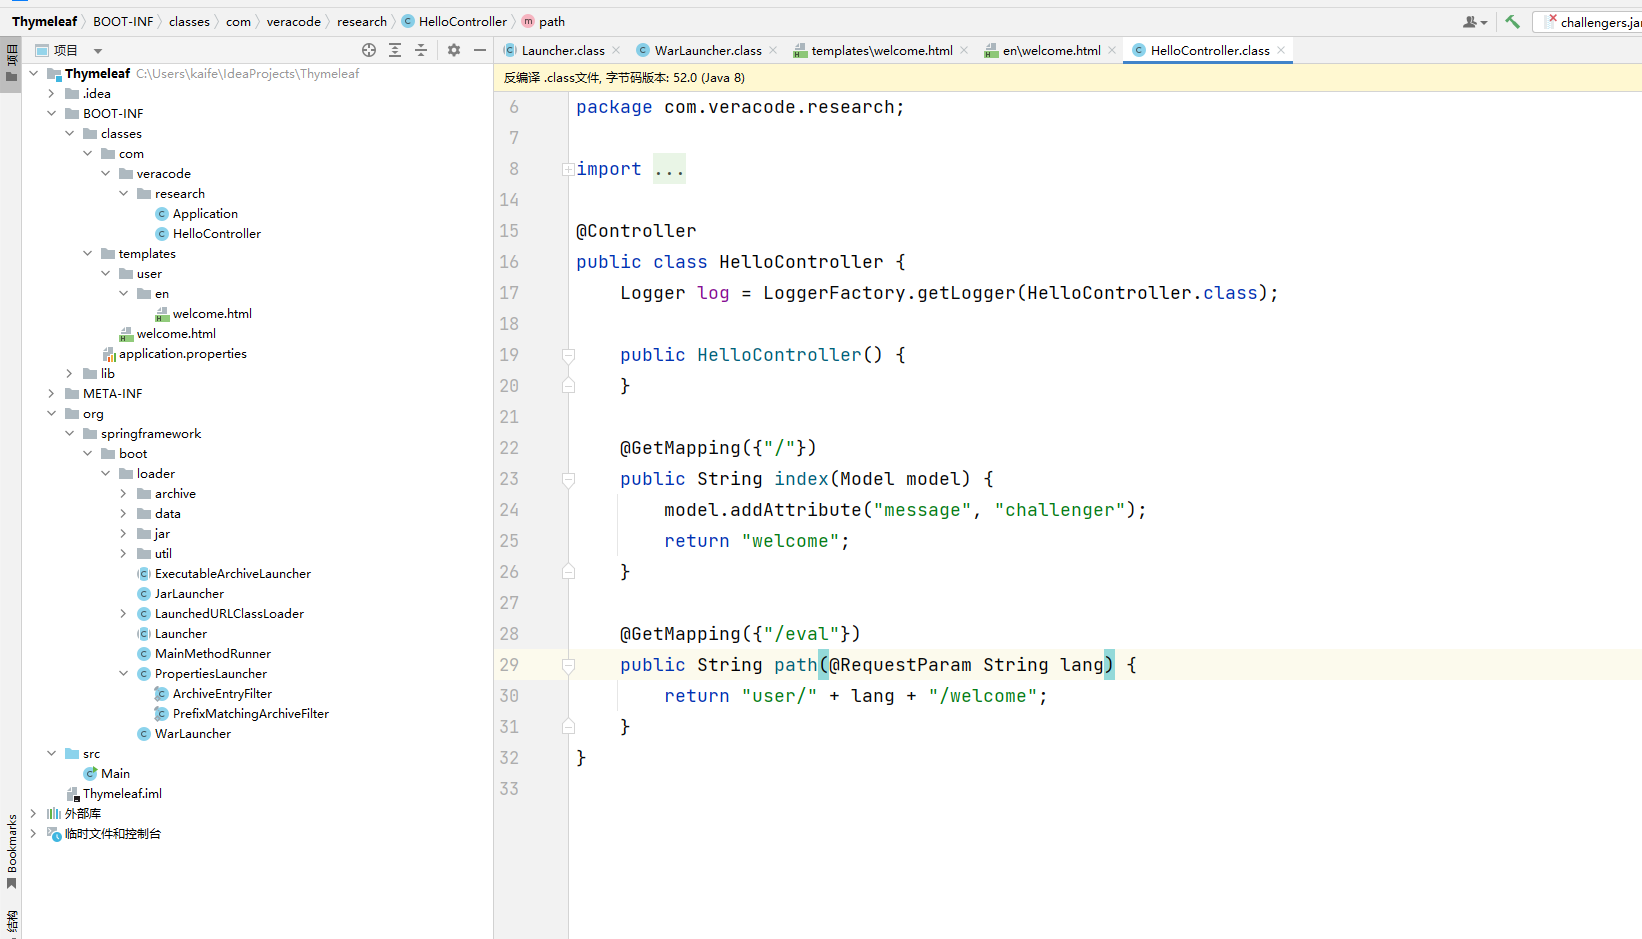 Thymeleaf BOOT-INF classes com veracode research HelloController path
challengers.jar
项目
Launcher.class WarLauncher.class templates\welcome.html en\welcome.html HelloController.class
项目
Thymeleaf C:\Users\kaife\IdeaProjects\Thymeleaf
.idea
BOOT-INF
classes
com
veracode
research
Application
HelloController
templates
user
en
welcome.html
welcome.html
application.properties
lib
META-INF
org
springframework
boot
loader
archive
data
jar
util
ExecutableArchiveLauncher
JarLauncher
LaunchedURLClassLoader
Launcher
MainMethodRunner
PropertiesLauncher
ArchiveEntryFilter
PrefixMatchingArchiveFilter
WarLauncher
src
Main
Thymeleaf.iml
外部库
临时文件和控制台
Bookmarks
结构
反编译 .class文件, 字节码版本: 52.0 (Java 8)
6 package com.veracode.research;
7
8 import ...
14
15 @Controller
16 public class HelloController {
17 Logger log = LoggerFactory.getLogger(HelloController.class);
18
19 public HelloController() {
20 }
21
22 @GetMapping({"/"})
23 public String index(Model model) {
24 model.addAttribute("message", "challenger");
25 return "welcome";
26 }
27
28 @GetMapping({"/eval"})
29 public String path(@RequestParam String lang) {
30 return "user/" + lang + "/welcome";
31 }
32 }
33